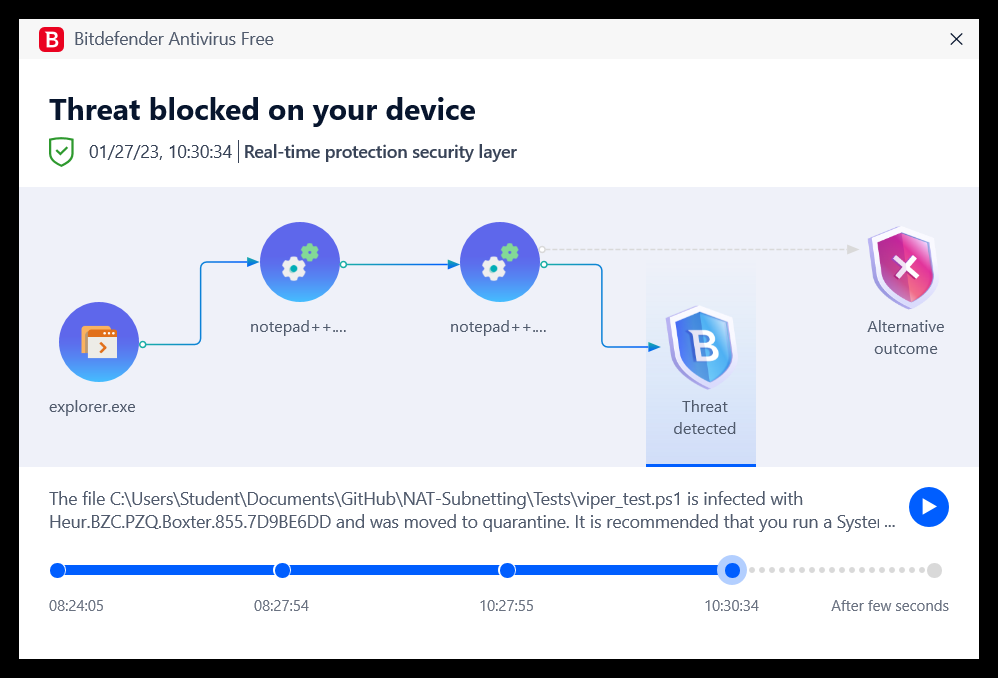 B Bitdefender Antivirus Free
Threat blocked on your device
01/27/23, 10:30:34 | Real-time protection security layer
notepad++....
notepad++....
Alternative
outcome
explorer.exe
B
Threat
detected
The file C:\Users\Student\Documents\GitHub\NAT-Subnetting\Tests\viper_test.ps1 is infected with
Heur.BZC.PZQ.Boxter.855.7D9BE6DD and was moved to quarantine. It is recommended that you run a System ...
08:24:05
08:27:54
10:27:55
10:30:34
After few seconds